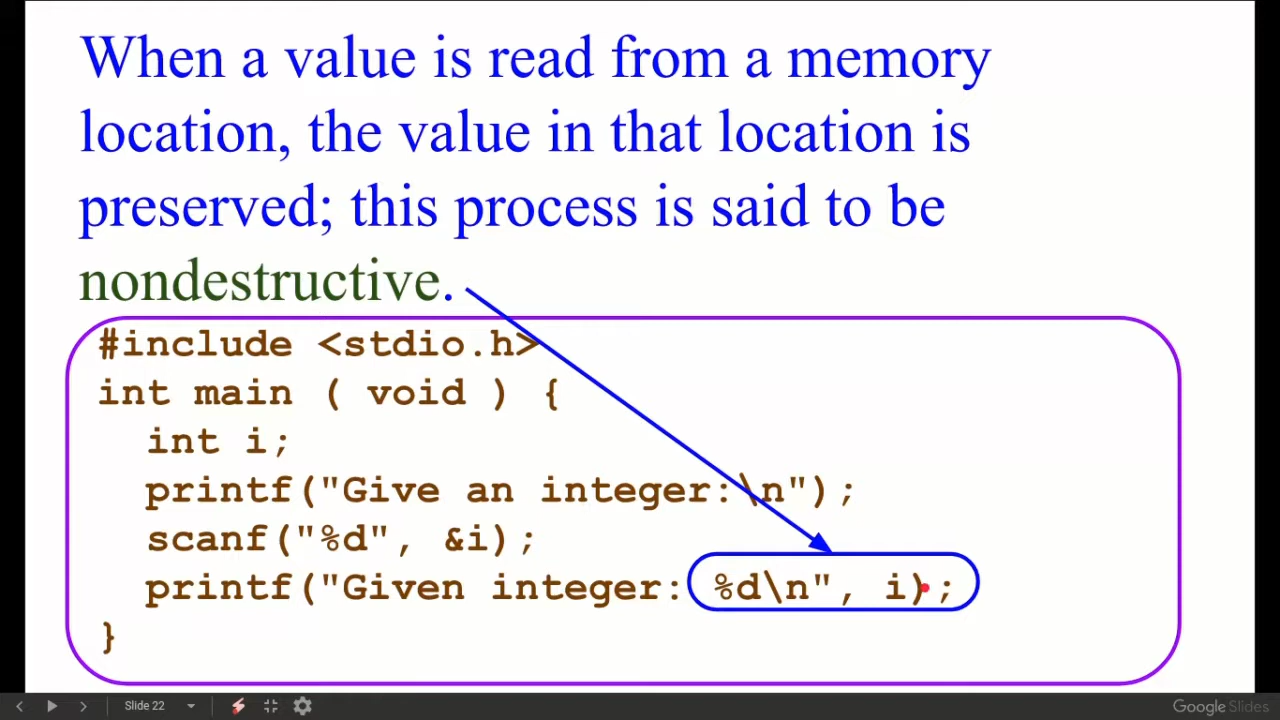 When a value is read from a memory
location, the value in that location is
preserved; this process is said to be
nondestructive.
#include <stdio.h>
int main ( void ) {
int i;
printf("Give an integer:\n");
scanf("%d", &i);
printf("Given integer: %d\n", i);
}
Slide 22
Google Slides